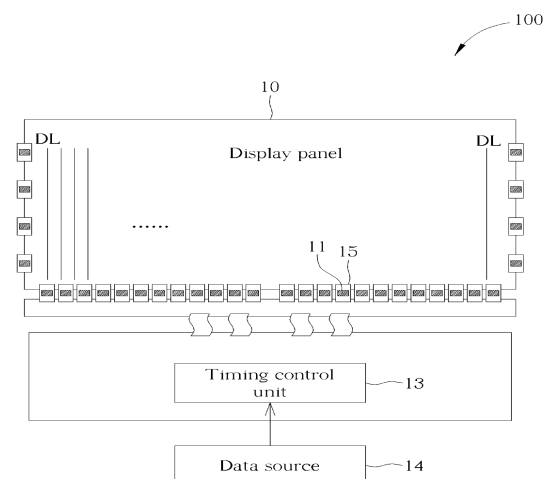 100
10
DL
DL
Display panel
......
11
15
Timing control
unit
13
Data source
14